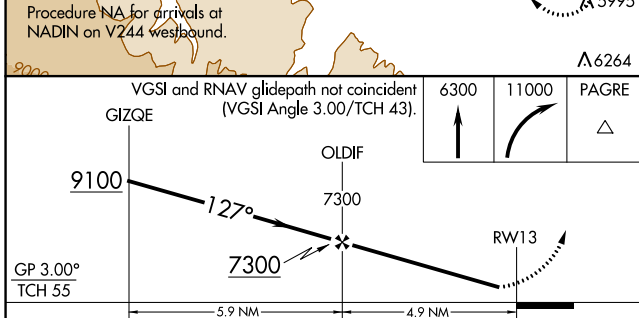 Procedure NA for arrivals at
NADIN on V244 westbound.
5995
6264
9000
VGSI and RNAV glidepath not coincident
(VGSI Angle 3.00/TCH 43).
6300
11000
PAGRE
GIZQE
OLDIF
9100
127°
7300
7300
RW13
GP 3.00°
TCH 55
5.9 NM
4.9 NM